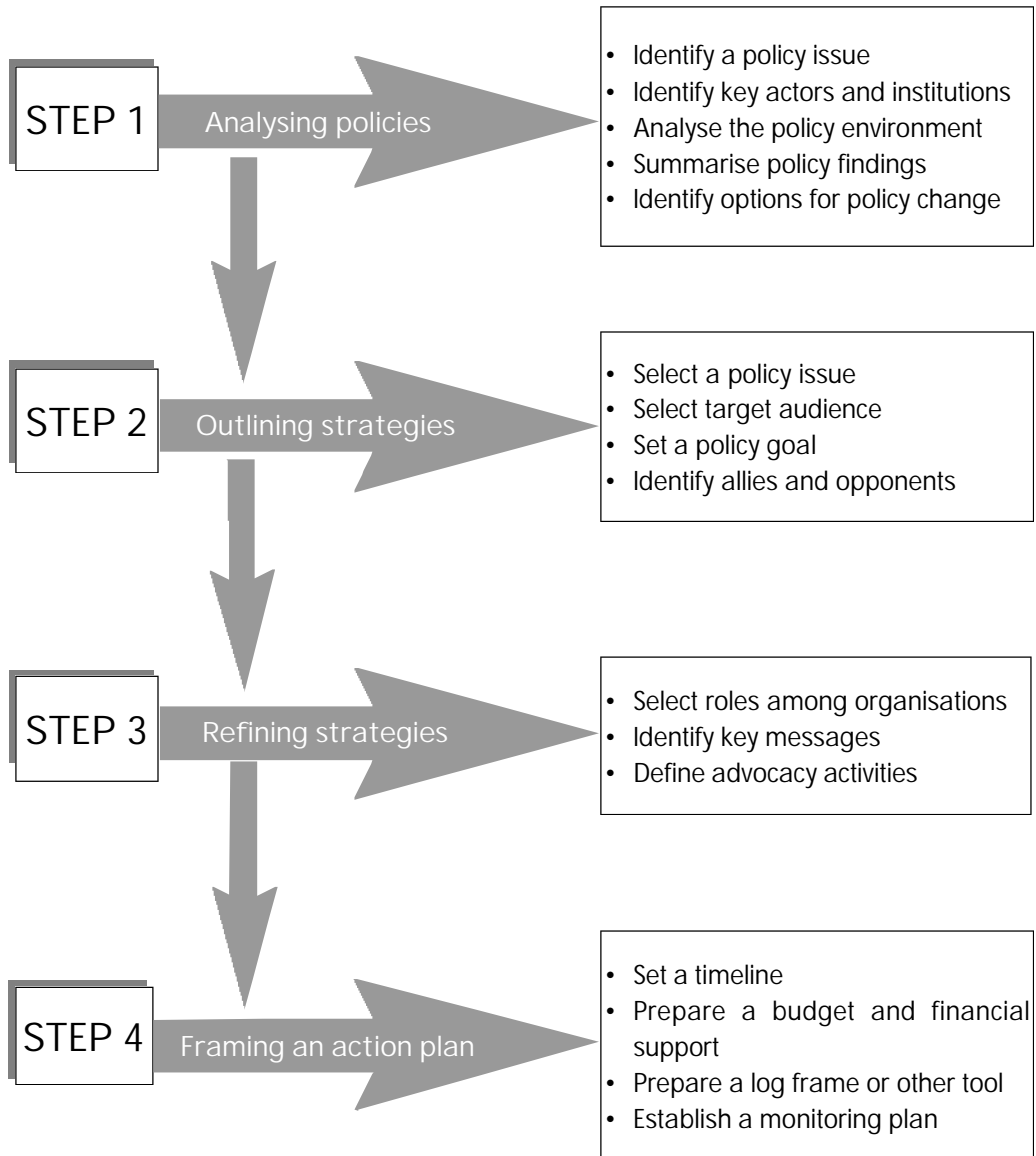 STEP 1
Analysing policies
• Identify a policy issue
• Identify key actors and institutions
• Analyse the policy environment
• Summarise policy findings
• Identify options for policy change
STEP 2
Outlining strategies
• Select a policy issue
• Select target audience
• Set a policy goal
• Identify allies and opponents
STEP 3
Refining strategies
• Select roles among organisations
• Identify key messages
• Define advocacy activities
STEP 4
Framing an action plan
• Set a timeline
• Prepare a budget and financial
support
• Prepare a log frame or other tool
• Establish a monitoring plan